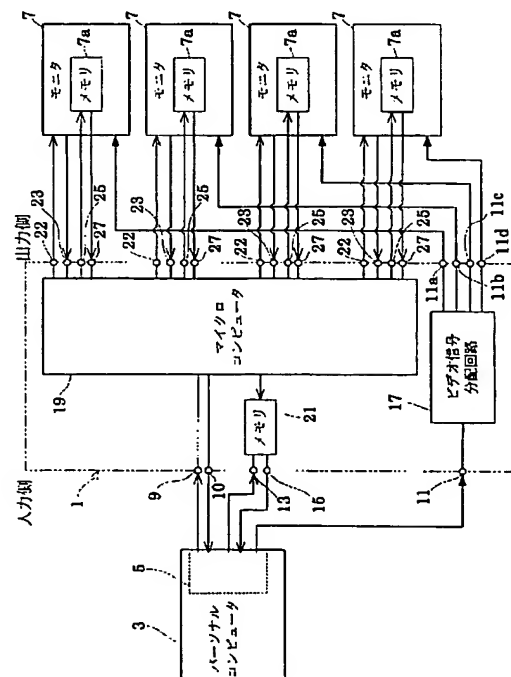 7
7
7
7
モニタ
メモリ
7a
モニタ
メモリ
7a
モニタ
メモリ
7a
モニタ
メモリ
7a
出力側
22
23
25
27
22
23
25
27
22
23
25
27
22
23
25
27
11a
11b
11c
11d
マイクロ
コンピュータ
19
ビデオ信号
分配回路
17
メモリ
21
入力側
1
9
10
13
15
11
5
3
パーソナル
コンピュータ